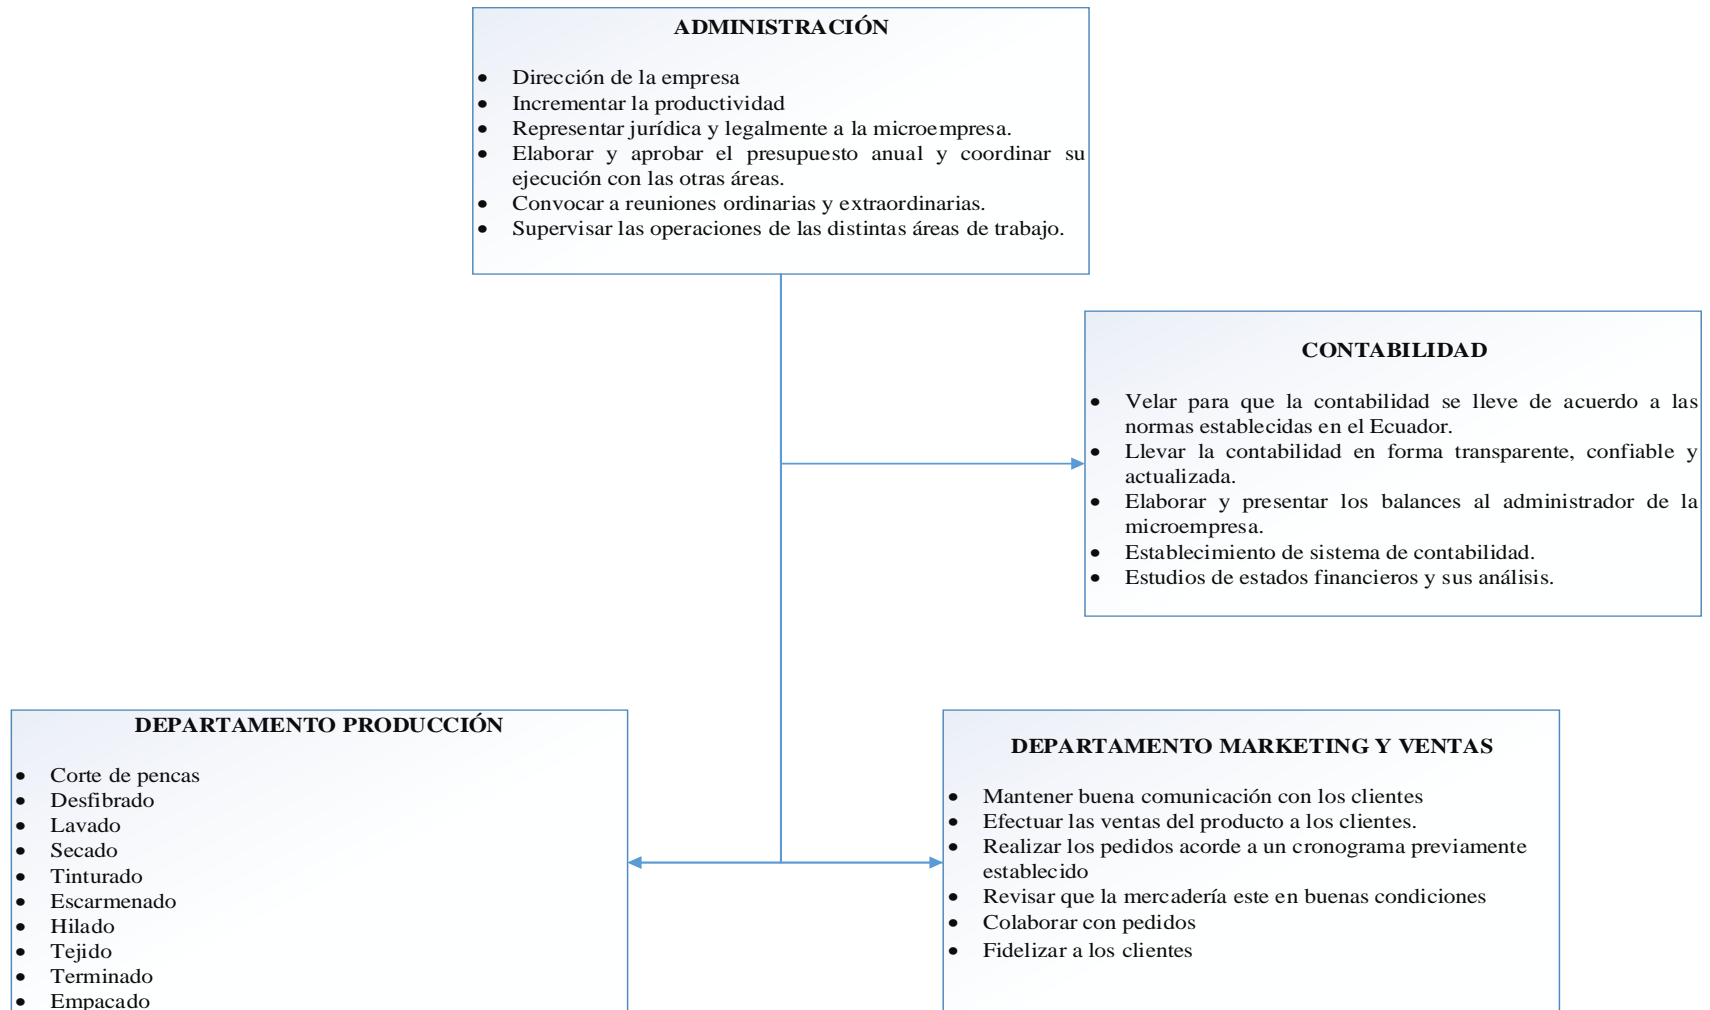 ADMINISTRACIÓN
• Dirección de la empresa
• Incrementar la productividad
• Representar jurídica y legalmente a la microempresa.
• Elaborar y aprobar el presupuesto anual y coordinar su
ejecución con las otras áreas.
• Convocar a reuniones ordinarias y extraordinarias.
• Supervisar las operaciones de las distintas áreas de trabajo.
CONTABILIDAD
• Velar para que la contabilidad se lleve de acuerdo a las
normas establecidas en el Ecuador.
• Llevar la contabilidad en forma transparente, confiable y
actualizada.
• Elaborar y presentar los balances al administrador de la
microempresa.
• Establecimiento de sistema de contabilidad.
• Estudios de estados financieros y sus análisis.
DEPARTAMENTO PRODUCCIÓN
• Corte de pencas
• Desfibrado
• Lavado
• Secado
• Tinturado
• Escarmenado
• Hilado
• Tejido
• Terminado
• Empacado
DEPARTAMENTO MARKETING Y VENTAS
• Mantener buena comunicación con los clientes
• Efectuar las ventas del producto a los clientes.
• Realizar los pedidos acorde a un cronograma previamente
establecido
• Revisar que la mercadería este en buenas condiciones
• Colaborar con pedidos
• Fidelizar a los clientes